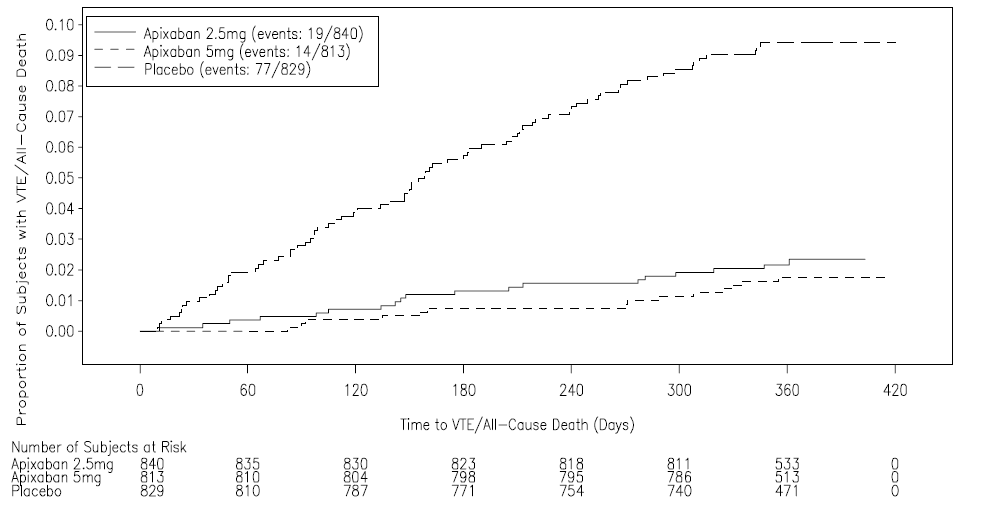 Proportion of Subjects with VTE/All-Cause Death
0.10
0.09
0.08
0.07
0.06
0.05
0.04
0.03
0.02
0.01
0.00
Apixaban 2.5mg (events: 19/840)
Apixaban 5mg (events: 14/813)
Placebo (events: 77/829)
0 60 120 180 240 300 360 420
Time to VTE/All-Cause Death (Days)
Number of Subjects at Risk
Apixaban 2.5mg 840 835 830 823 818 811 533 0
Apixaban 5mg 813 810 804 798 795 786 513 0
Placebo 829 810 787 771 754 740 471 0